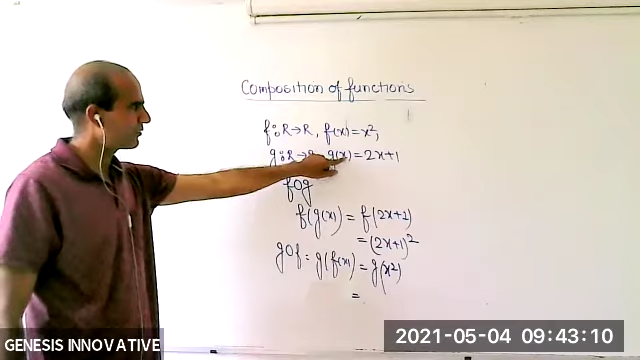 Composition of functions
f: R→R, f(x) = x²,
g: R→R g(x) = 2x+1
fog
f(g(x)) = f(2x+1)
= (2x+1)²
gof = g(f(x)) = g(x²)
=
GENESIS INNOVATIVE
2021-05-04 09:43:10